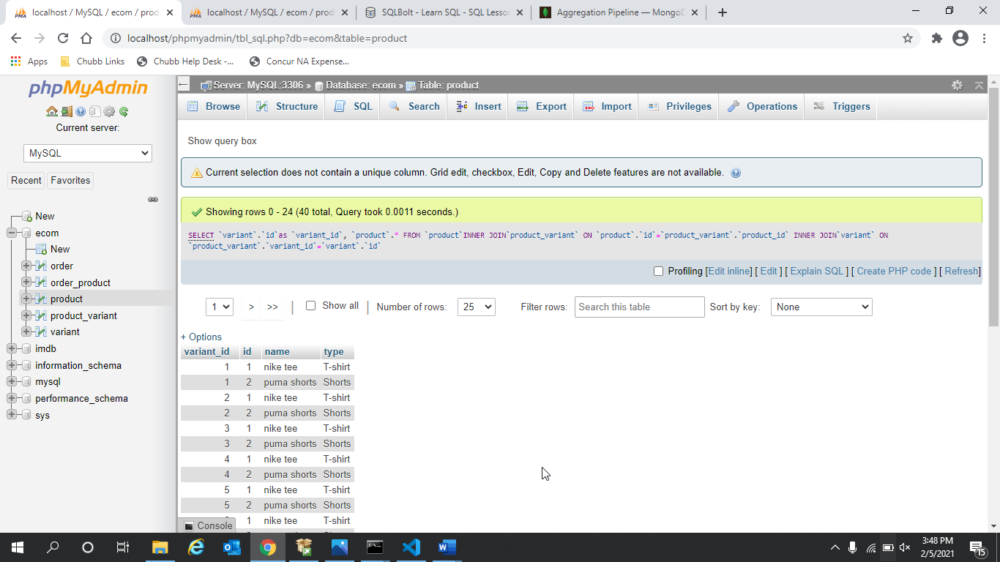 localhost / MySQL / ecom / prod
localhost / MySQL / ecom / prod
SQLBolt - Learn SQL - SQL Lesso
Aggregation Pipeline — Mongo
localhost/phpmyadmin/tbl_sql.php?db=ecom&table=product
Apps
Chubb Links
Chubb Help Desk -...
Concur NA Expense...
phpMyAdmin
Current server:
MySQL
Recent
Favorites
New
ecom
New
order
order_product
product
product_variant
variant
imdb
information_schema
mysql
performance_schema
sys
Server: MySQL:3306 » Database: ecom » Table: product
Browse
Structure
SQL
Search
Insert
Export
Import
Privileges
Operations
Triggers
Show query box
Current selection does not contain a unique column. Grid edit, checkbox, Edit, Copy and Delete features are not available.
Showing rows 0 - 24 (40 total, Query took 0.0011 seconds.)
SELECT `variant`.`id`as `variant_id`, `product`.* FROM `product`INNER JOIN`product_variant` ON `product`.`id`=`product_variant`.`product_id` INNER JOIN`variant` ON
`product_variant`.`variant_id`=`variant`.`id`
Profiling [Edit inline] [ Edit ] [ Explain SQL ] [ Create PHP code ] [ Refresh]
1
>
>>
Show all
Number of rows:
25
Filter rows:
Search this table
Sort by key:
None
+ Options
variant_id id name type
1 1 nike tee T-shirt
1 2 puma shorts Shorts
2 1 nike tee T-shirt
2 2 puma shorts Shorts
3 1 nike tee T-shirt
3 2 puma shorts Shorts
4 1 nike tee T-shirt
4 2 puma shorts Shorts
5 1 nike tee T-shirt
5 2 puma shorts Shorts
1 nike tee T-shirt
Console
3:48 PM
2/5/2021
15